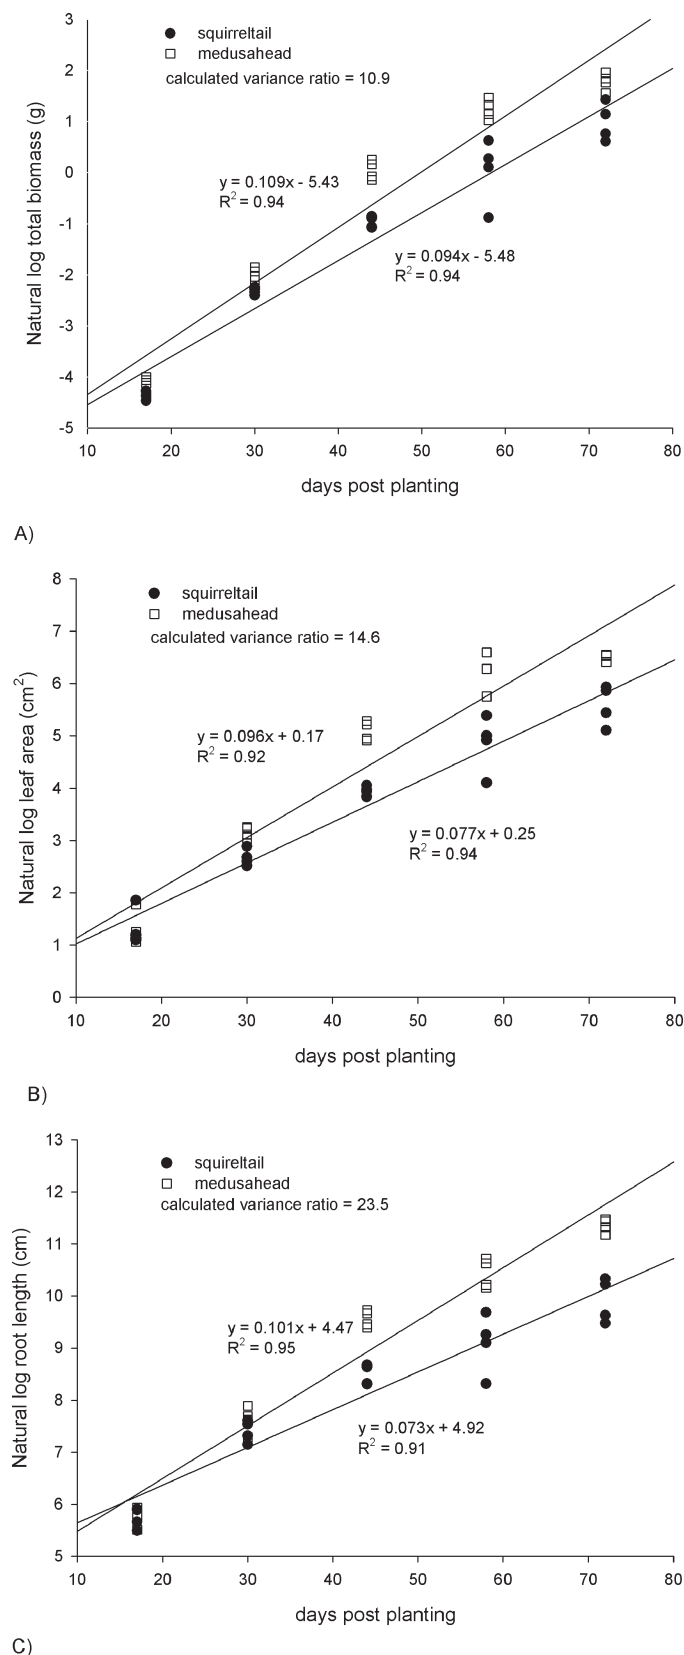 3
squirreltail
medusahead
calculated variance ratio = 10.9
2
1
0
y = 0.109x - 5.43
R2 = 0.94
-1
y = 0.094x - 5.48
R2 = 0.94
-2
-3
-4
-5
Natural log total biomass (g)
10 20 30 40 50 60 70 80
days post planting
A)
8
squirreltail
medusahead
calculated variance ratio = 14.6
7
6
5
y = 0.096x + 0.17
R2 = 0.92
4
3
y = 0.077x + 0.25
R2 = 0.94
2
1
0
Natural log leaf area (cm2)
10 20 30 40 50 60 70 80
days post planting
B)
13
squireltail
medusahead
calculated variance ratio = 23.5
12
11
10
9
y = 0.101x + 4.47
R2 = 0.95
8
7
y = 0.073x + 4.92
R2 = 0.91
6
5
Natural log root length (cm)
10 20 30 40 50 60 70 80
days post planting
C)